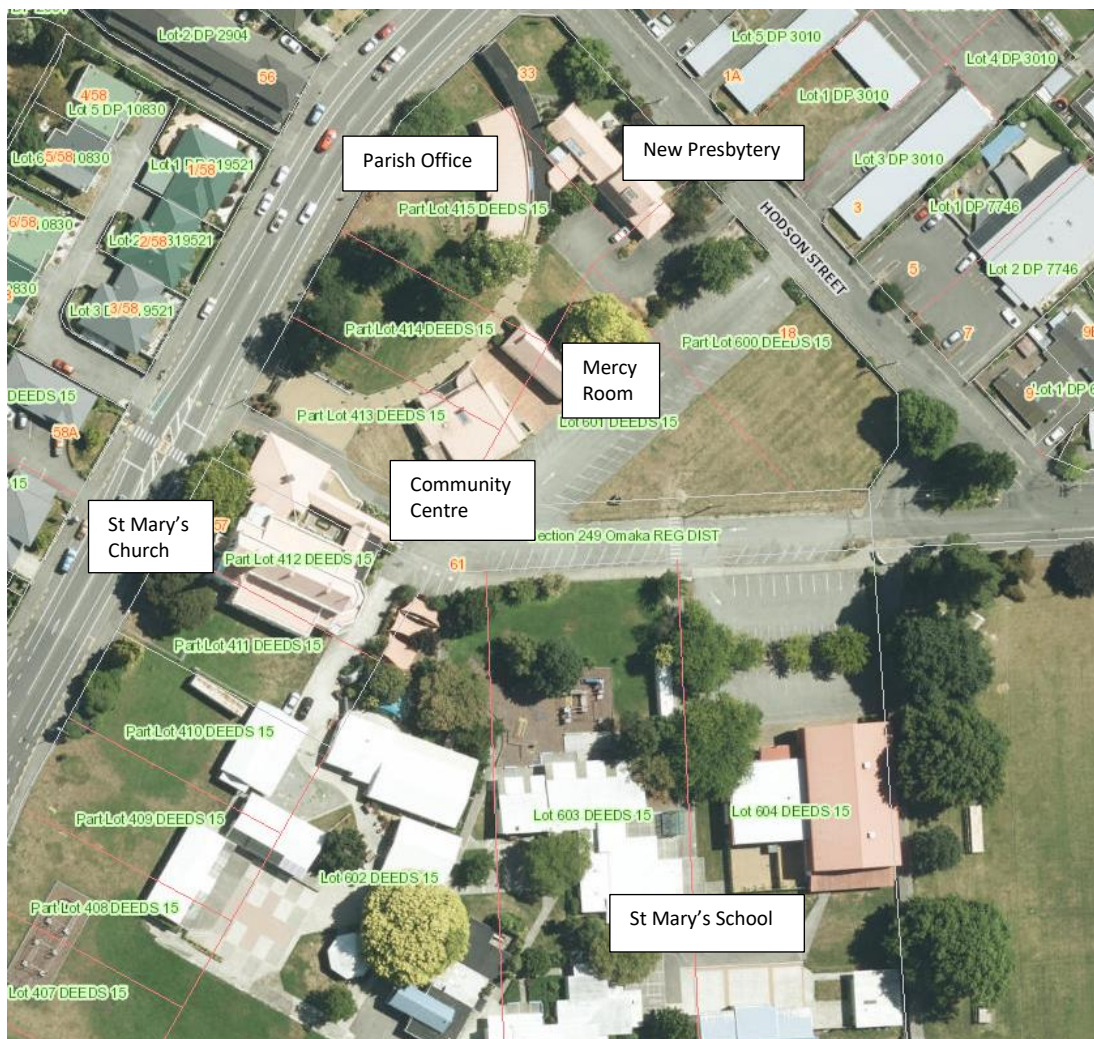 Lot 2 DP 2904
56
4/58
Lot 5 DP 10830
33
Lot 5 DP 3010
1A
Lot 4 DP 3010
Lot 1 DP 3010
5/58
1/58
Parish Office
New Presbytery
Lot 3 DP 3010
3
Part Lot 415 DEEDS 15
Lot 1 DP 7746
6/58
2/58
HODSON STREET
Lot 2 DP 7746
5
3/58
Part Lot 414 DEEDS 15
18
Part Lot 600 DEEDS 15
7
Mercy
Room
9
58A
Part Lot 413 DEEDS 15
Lot 601 DEEDS 15
Community
Centre
St Mary's
Church
57
ection 249 Omaka REG DIST
Part Lot 412 DEEDS 15
61
Part Lot 411 DEEDS 15
Part Lot 410 DEEDS 15
Part Lot 409 DEEDS 15
Lot 603 DEEDS 15
Lot 604 DEEDS 15
Lot 602 DEEDS 15
Part Lot 408 DEEDS 15
St Mary's School
Lot 407 DEEDS 15